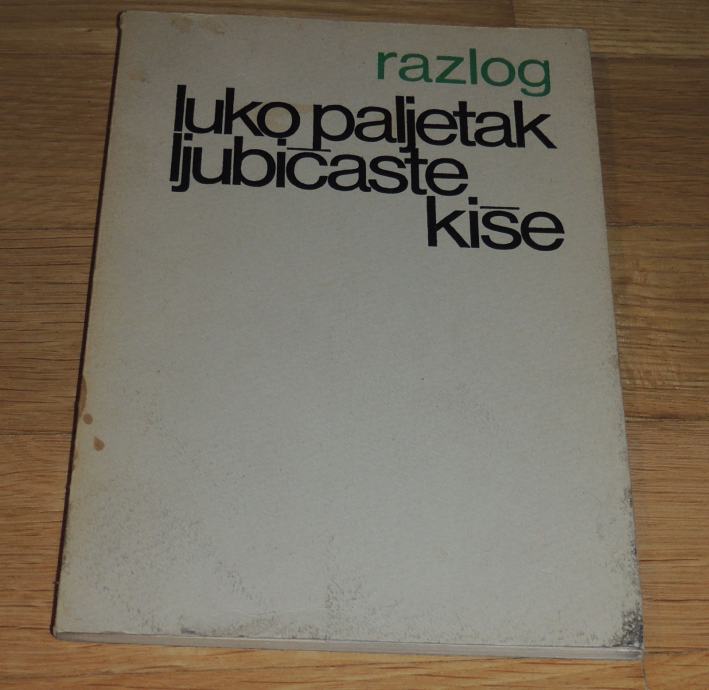 razlog
luko paljetak
ljubičaste
kiše